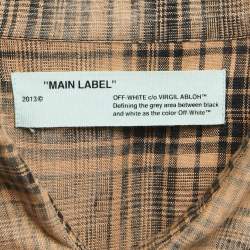 "MAIN LABEL"
2013©
OFF-WHITE c/o VIRGIL ABLOH™
Defining the grey area between black
and white as the color Off-White™